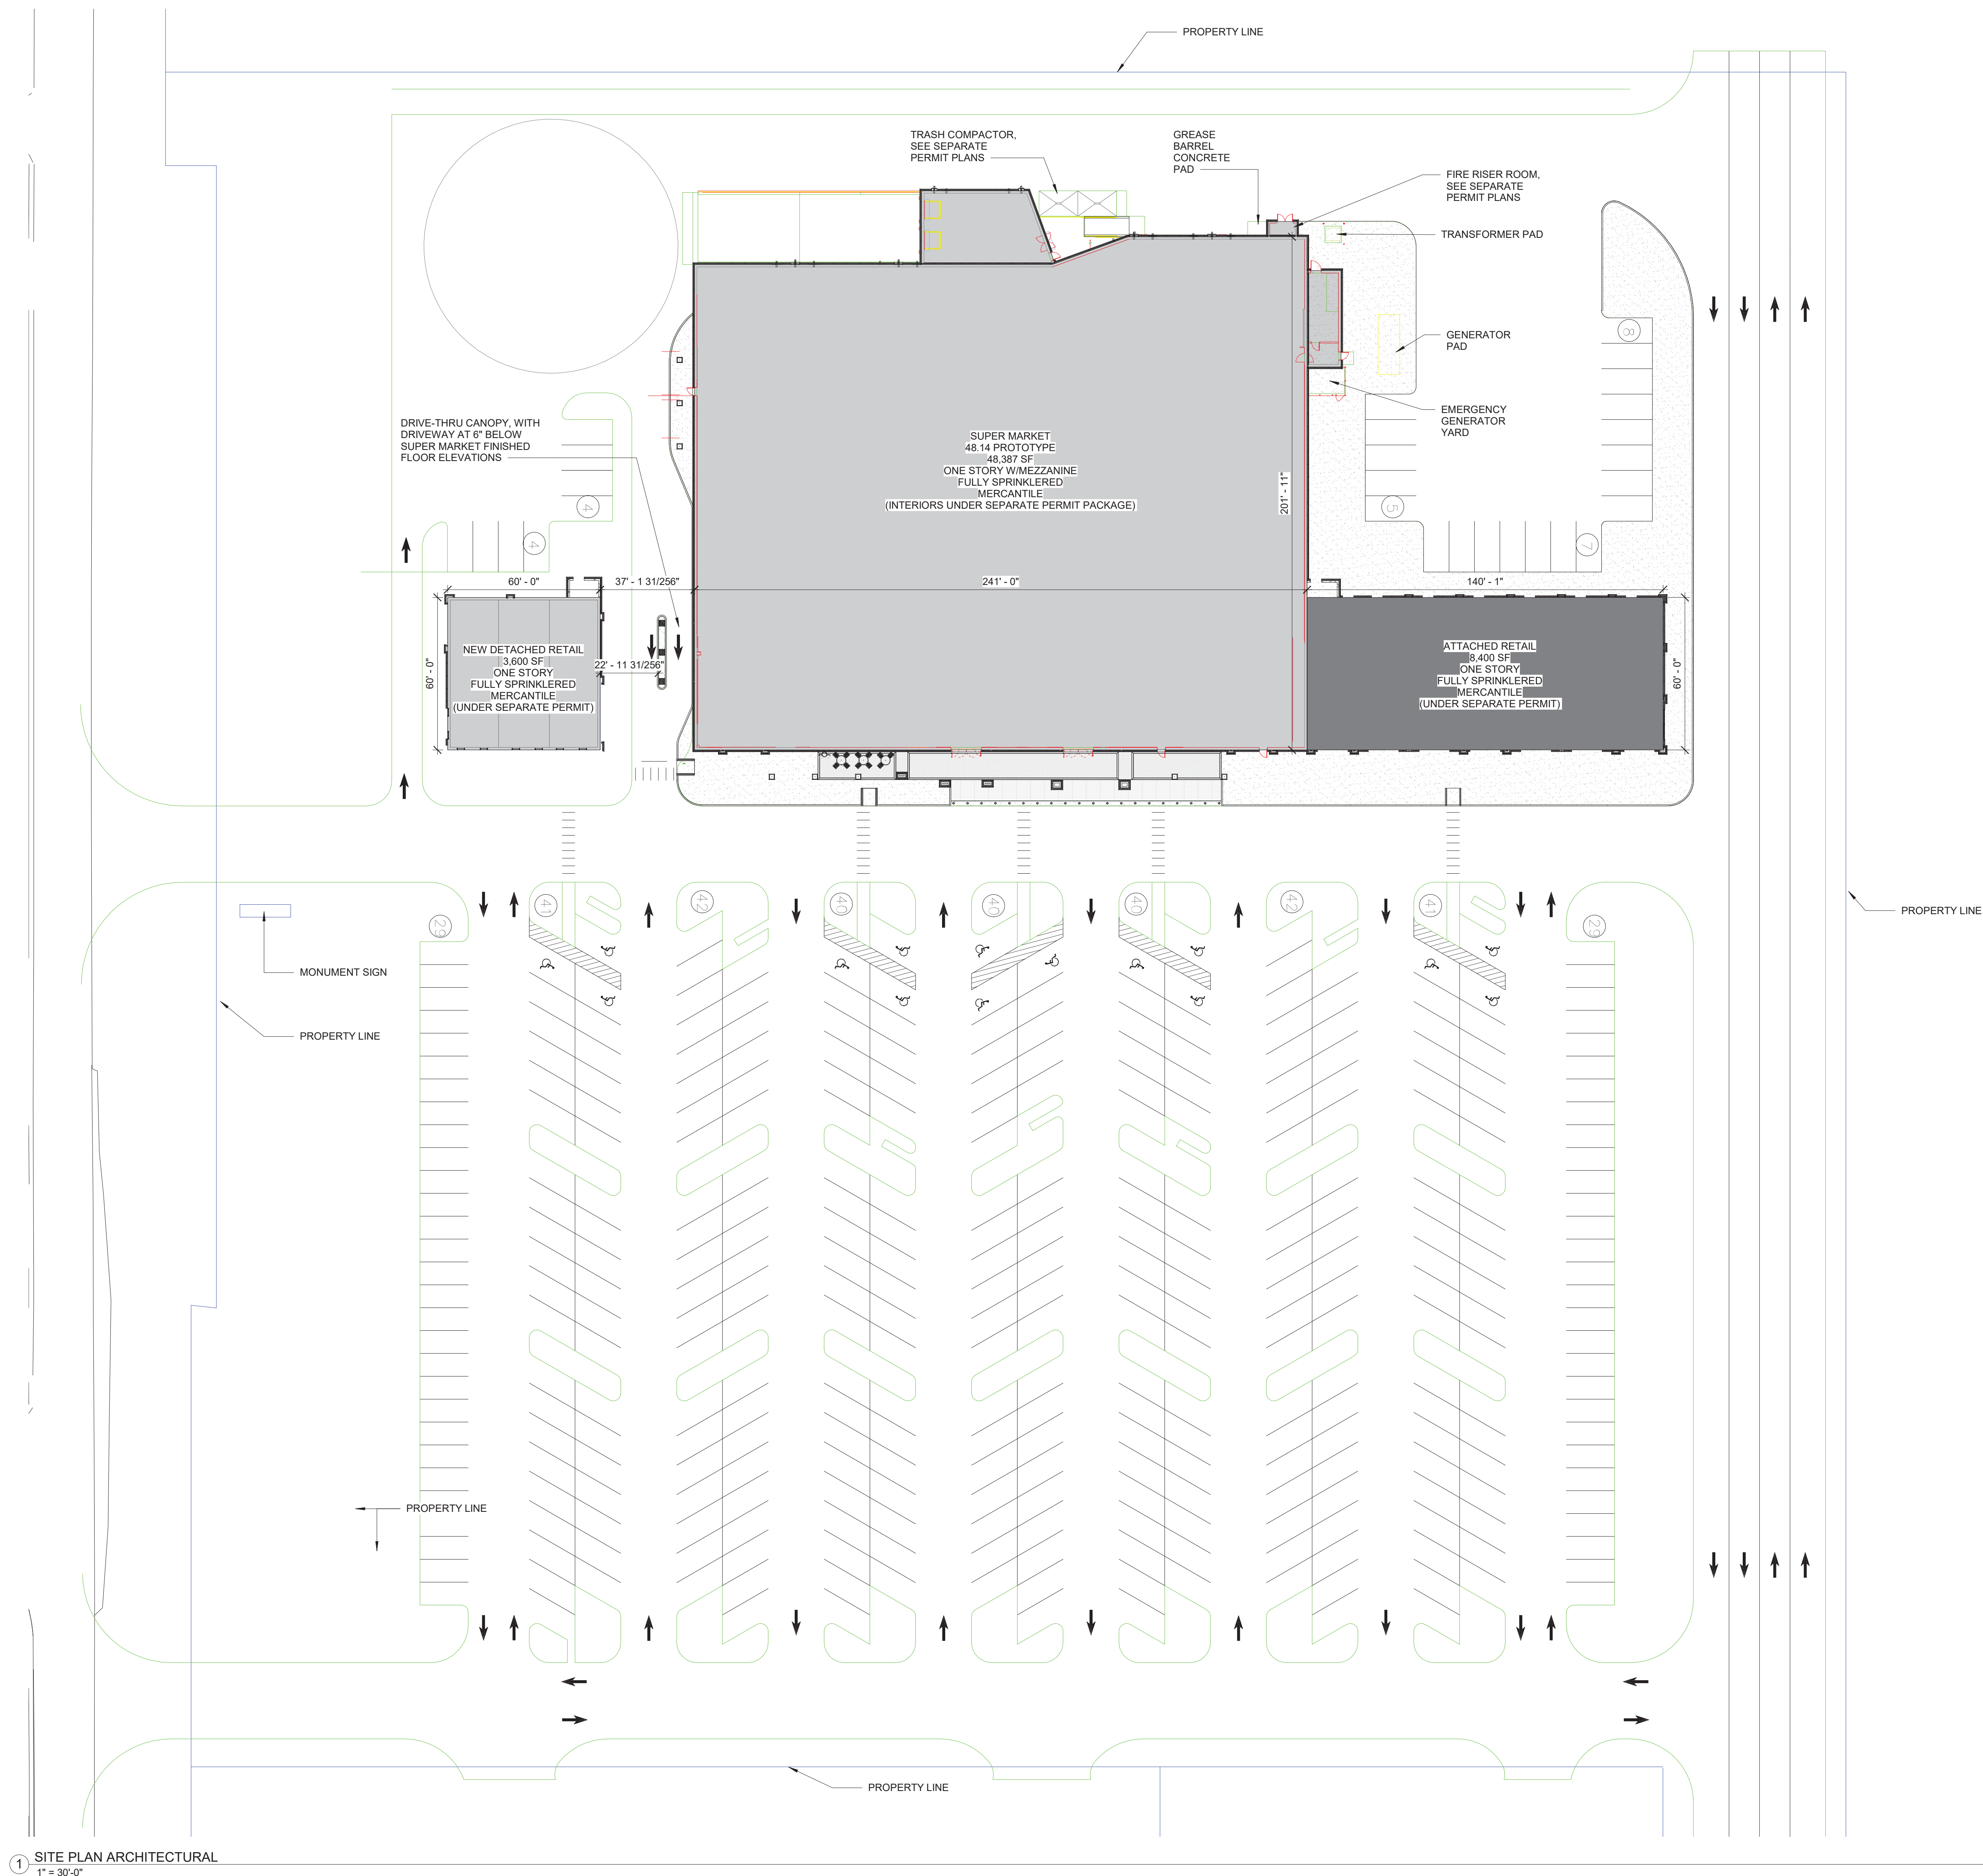 PROPERTY LINE
TRASH COMPACTOR,
SEE SEPARATE
PERMIT PLANS
GREASE
BARREL
CONCRETE
PAD
FIRE RISER ROOM,
SEE SEPARATE
PERMIT PLANS
TRANSFORMER PAD
8
GENERATOR
PAD
EMERGENCY
GENERATOR
YARD
DRIVE-THRU CANOPY, WITH
DRIVEWAY AT 6" BELOW
SUPER MARKET FINISHED
FLOOR ELEVATIONS
SUPER MARKET
48.14 PROTOTYPE
48,387 SF
ONE STORY W/MEZZANINE
FULLY SPRINKLERED
MERCANTILE
(INTERIORS UNDER SEPARATE PERMIT PACKAGE)
201' - 11"
4
5
4
7
60' - 0"
37' - 1 31/256"
241' - 0"
140' - 1"
NEW DETACHED RETAIL
3,600 SF
ONE STORY
FULLY SPRINKLERED
MERCANTILE
(UNDER SEPARATE PERMIT)
60' - 0"
22' - 11 31/256"
ATTACHED RETAIL
8,400 SF
ONE STORY
FULLY SPRINKLERED
MERCANTILE
(UNDER SEPARATE PERMIT)
60' - 0"
29
41
42
40
40
40
42
41
29
PROPERTY LINE
MONUMENT SIGN
PROPERTY LINE
PROPERTY LINE
PROPERTY LINE
1
SITE PLAN ARCHITECTURAL
1" = 30'-0"